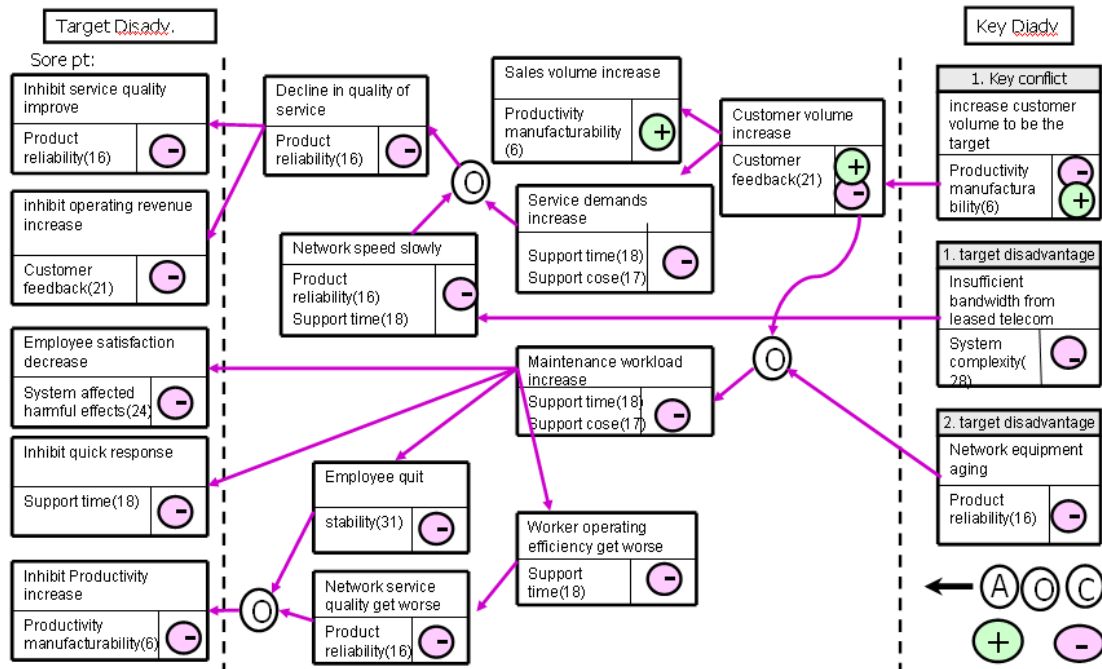 Target Disadv.
Key Diadv
Sore pt:
Inhibit service quality
improve
Product
reliability(16)
-
inhibit operating revenue
increase
Customer
feedback(21)
-
Employee satisfaction
decrease
System affected
harmful effects(24)
-
Inhibit quick response
Support time(18)
-
Inhibit Productivity
increase
Productivity
manufacturability(6)
-
Decline in quality of
service
Product
reliability(16)
-
O
Network speed slowly
Product
reliability(16)
Support time(18)
-
Sales volume increase
Productivity
manufacturability
(6)
+
Service demands
increase
Support time(18)
Support cose(17)
-
Customer volume
increase
Customer
feedback(21)
+
-
O
Maintenance workload
increase
Support time(18)
Support cose(17)
-
Employee quit
stability(31)
-
O
Network service
quality get worse
Product
reliability(16)
-
Worker operating
efficiency get worse
Support
time(18)
-
1. Key conflict
increase customer
volume to be the
target
Productivity
manufactura
bility(6)
-
+
1. target disadvantage
Insufficient
bandwidth from
leased telecom
System
complexity(
28)
-
2. target disadvantage
Network equipment
aging
Product
reliability(16)
-
A O C
+ -